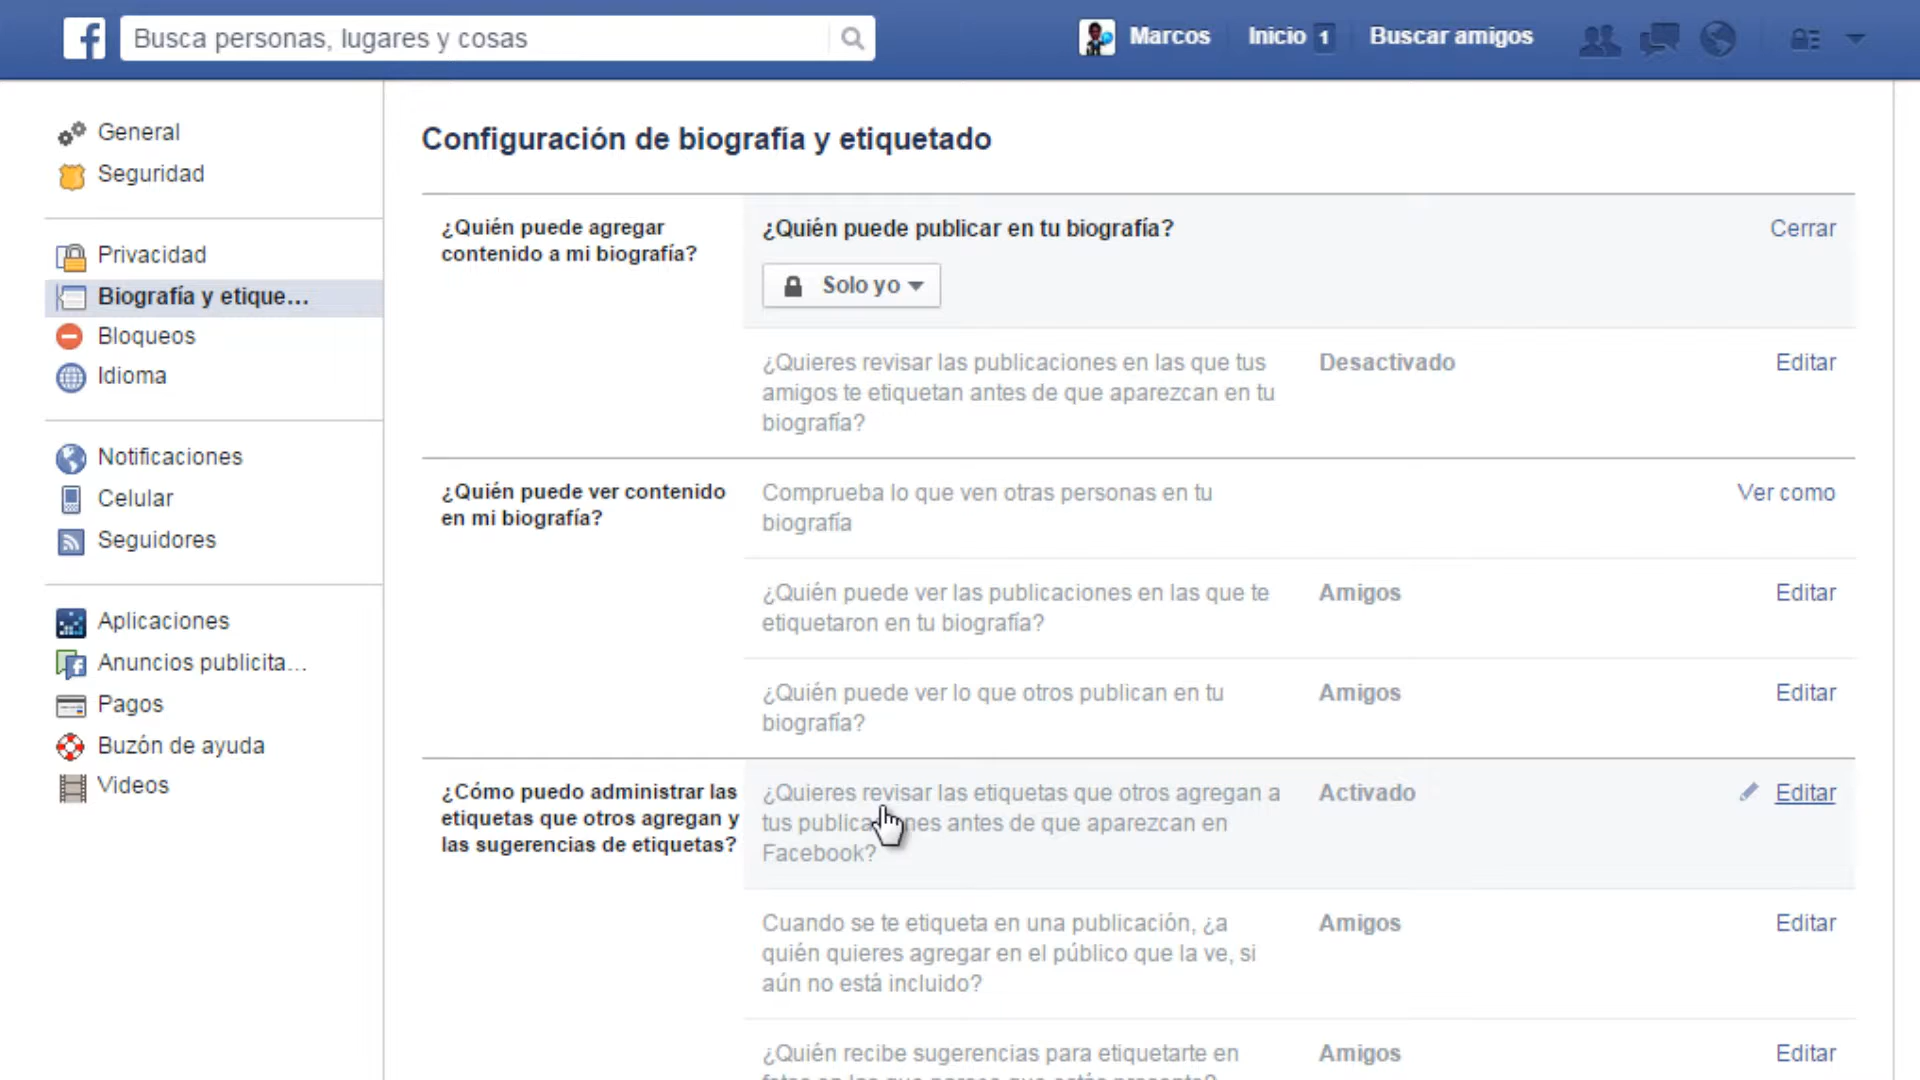 Busca personas, lugares y cosas
Marcos
Inicio 1
Buscar amigos
General
Seguridad
Privacidad
Biografía y etique...
Bloqueos
Idioma
Notificaciones
Celular
Seguidores
Aplicaciones
Anuncios publicita...
Pagos
Buzón de ayuda
Videos
Configuración de biografía y etiquetado
¿Quién puede agregar
contenido a mi biografía?
¿Quién puede publicar en tu biografía?
Cerrar
Solo yo
¿Quieres revisar las publicaciones en las que tus
amigos te etiquetan antes de que aparezcan en tu
biografía?
Desactivado
Editar
¿Quién puede ver contenido
en mi biografía?
Comprueba lo que ven otras personas en tu
biografía
Ver como
¿Quién puede ver las publicaciones en las que te
etiquetaron en tu biografía?
Amigos
Editar
¿Quién puede ver lo que otros publican en tu
biografía?
Amigos
Editar
¿Cómo puedo administrar las
etiquetas que otros agregan y
las sugerencias de etiquetas?
¿Quieres revisar las etiquetas que otros agregan a
tus publicaciones antes de que aparezcan en
Facebook?
Activado
Editar
Cuando se te etiqueta en una publicación, ¿a
quién quieres agregar en el público que la ve, si
aún no está incluido?
Amigos
Editar
¿Quién recibe sugerencias para etiquetarte en
Amigos
Editar